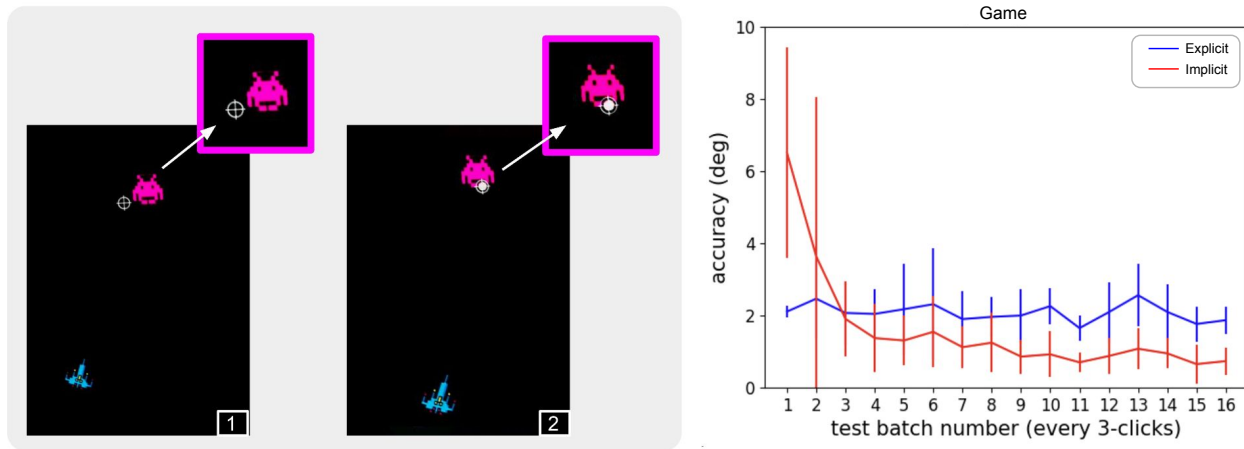 1
2
Game
Explicit
Implicit
accuracy (deg)
10
8
6
4
2
0
1 2 3 4 5 6 7 8 9 10 11 12 13 14 15 16
test batch number (every 3-clicks)